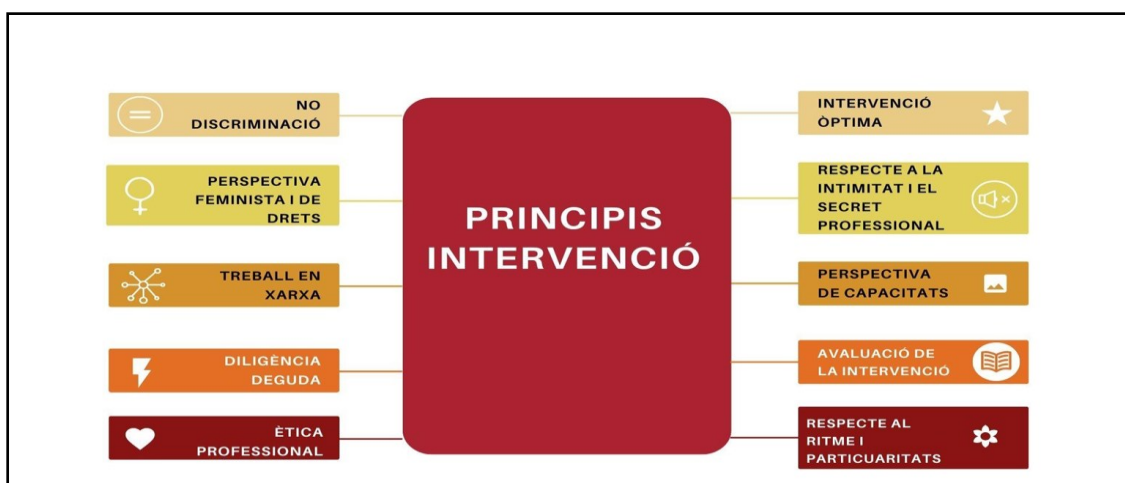 NO
DISCRIMINACIÓ
PERSPECTIVA
FEMINISTA I DE
DRETS
TREBALL EN
XARXA
DILIGÈNCIA
DEGUDA
ÈTICA
PROFESSIONAL
PRINCIPIS
INTERVENCIÓ
INTERVENCIÓ
ÒPTIMA
RESPECTE A LA
INTIMITAT I EL
SECRET
PROFESSIONAL
PERSPECTIVA
DE CAPACITATS
AVALUACIÓ DE
LA INTERVENCIÓ
RESPECTE AL
RITME I
PARTICUARITATS